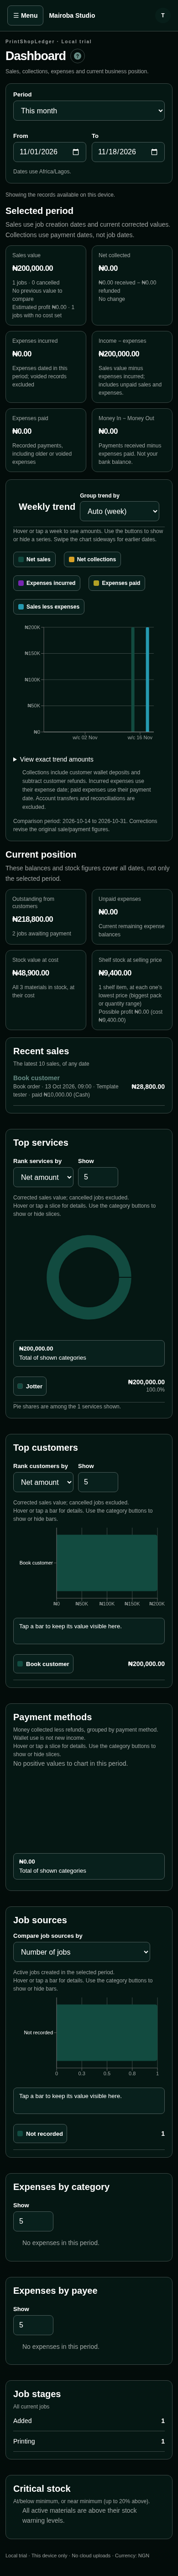 ☰ Menu
Mairoba Studio
T
PrintShopLedger · Local trial
Dashboard ?
Sales, collections, expenses and current business position.
Period
This month
From
To
11/01/2026
11/18/2026
Dates use Africa/Lagos.
Showing the records available on this device.
Selected period
Sales use job creation dates and current corrected values.
Collections use payment dates, not job dates.
Sales value
₦200,000.00
1 jobs · 0 cancelled
No previous value to
compare
Estimated profit ₦0.00 · 1
jobs with no cost set
Net collected
₦0.00
₦0.00 received − ₦0.00
refunded
No change
Expenses incurred
₦0.00
Expenses dated in this
period; voided records
excluded
Income − expenses
₦200,000.00
Sales value minus
expenses incurred;
includes unpaid sales and
expenses.
Expenses paid
₦0.00
Recorded payments,
including older or voided
expenses
Money In − Money Out
₦0.00
Payments received minus
expenses paid. Not your
bank balance.
Weekly trend
Group trend by
Auto (week)
Hover or tap a week to see amounts. Use the buttons to show
or hide a series. Swipe the chart sideways for earlier dates.
Net sales
Net collections
Expenses incurred
Expenses paid
Sales less expenses
₦200K
₦150K
₦100K
₦50K
₦0
w/c 02 Nov
w/c 16 Nov
▶ View exact trend amounts
Collections include customer wallet deposits and
subtract customer refunds. Incurred expenses use
their expense date; paid expenses use their payment
date. Account transfers and reconciliations are
excluded.
Comparison period: 2026-10-14 to 2026-10-31. Corrections
revise the original sale/payment figures.
Current position
These balances and stock figures cover all dates, not only
the selected period.
Outstanding from
customers
₦218,800.00
2 jobs awaiting payment
Unpaid expenses
₦0.00
Current remaining expense
balances
Stock value at cost
₦48,900.00
All 3 materials in stock, at
their cost
Shelf stock at selling price
₦9,400.00
1 shelf item, at each one's
lowest price (biggest pack
or quantity range)
Possible profit ₦0.00 (cost
₦9,400.00)
Recent sales
The latest 10 sales, of any date
Book customer
Book order · 13 Oct 2026, 09:00 · Template
tester · paid ₦10,000.00 (Cash)
₦28,800.00
Top services
Rank services by
Show
Net amount
5
Corrected sales value; cancelled jobs excluded.
Hover or tap a slice for details. Use the category buttons to
show or hide slices.
₦200,000.00
Total of shown categories
Jotter
₦200,000.00
100.0%
Pie shares are among the 1 services shown.
Top customers
Rank customers by
Show
Net amount
5
Corrected sales value; cancelled jobs excluded.
Hover or tap a bar for details. Use the category buttons to
show or hide bars.
Book customer
₦0
₦50K
₦100K
₦150K
₦200K
Tap a bar to keep its value visible here.
Book customer
₦200,000.00
Payment methods
Money collected less refunds, grouped by payment method.
Wallet use is not new income.
Hover or tap a slice for details. Use the category buttons to
show or hide slices.
No positive values to chart in this period.
₦0.00
Total of shown categories
Job sources
Compare job sources by
Number of jobs
Active jobs created in the selected period.
Hover or tap a bar for details. Use the category buttons to
show or hide bars.
Not recorded
0
0.3
0.5
0.8
1
Tap a bar to keep its value visible here.
Not recorded
1
Expenses by category
Show
5
No expenses in this period.
Expenses by payee
Show
5
No expenses in this period.
Job stages
All current jobs
Added
1
Printing
1
Critical stock
At/below minimum, or near minimum (up to 20% above).
All active materials are above their stock
warning levels.
Local trial · This device only · No cloud uploads · Currency: NGN